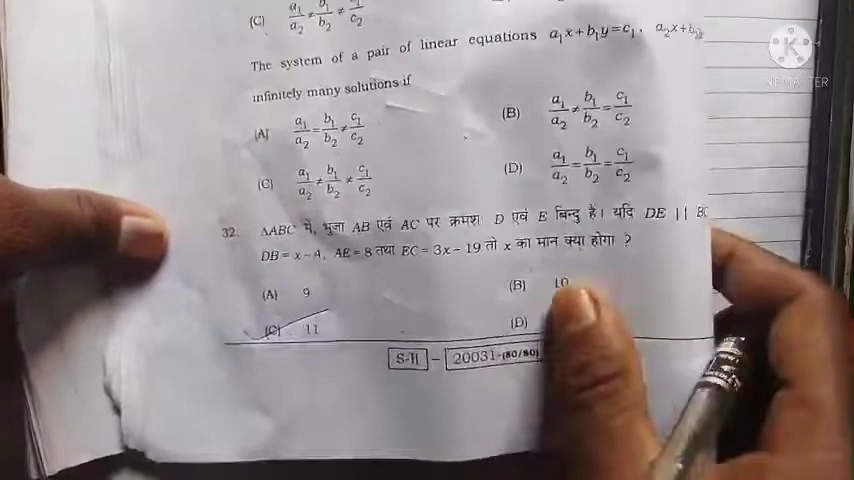 (C) a₁/a₂ ≠ b₁/b₂ ≠ c₁/c₂
The system of a pair of linear equations a₁x+b₁y=c₁, a₂x+b₂
infinitely many solutions if
(A) a₁/a₂ = b₁/b₂ ≠ c₁/c₂ (B) a₁/a₂ ≠ b₁/b₂ = c₁/c₂
(C) a₁/a₂ ≠ b₁/b₂ ≠ c₁/c₂ (D) a₁/a₂ = b₁/b₂ = c₁/c₂
32. ΔABC में, भुजा AB एवं AC पर क्रमश D एवं E बिन्दु है। यदि DE || BC
DB = x-4, AE = 8 तथा EC = 3x-19 तो x का मान क्या होगा ?
(A) 9 (B) 10
(C) 11 (D)
S-II - 20031-(80/80)
K